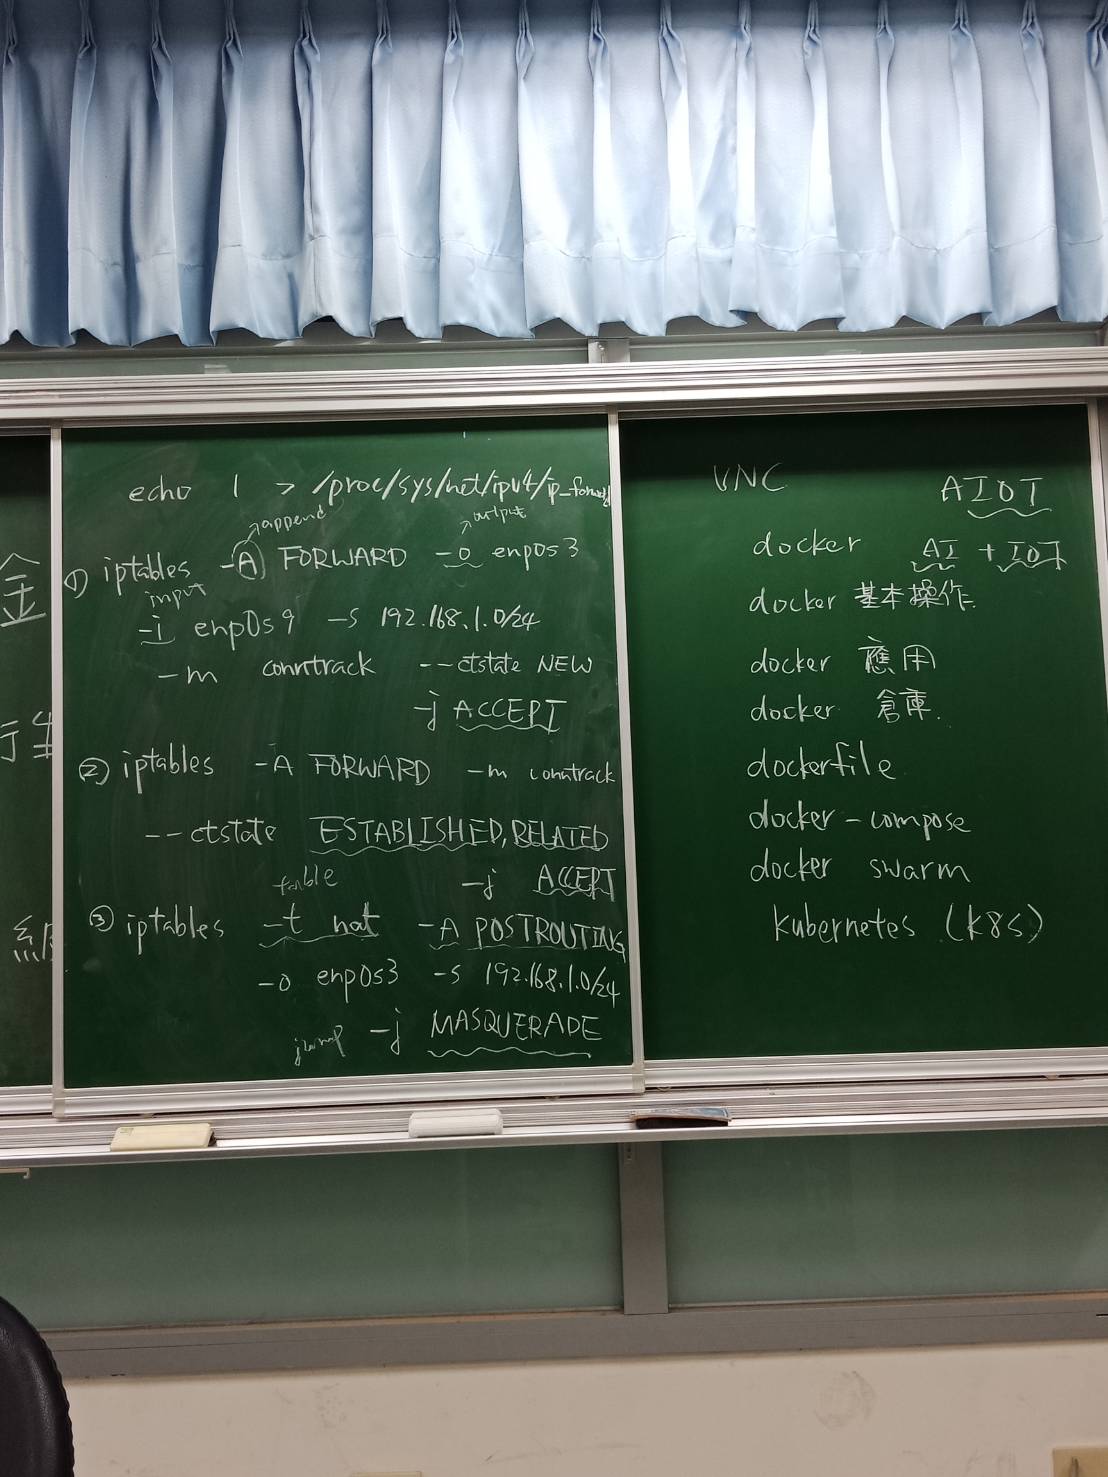 echo 1 > /proc/sys/net/ipv4/ip_forward
append
output
① iptables -A FORWARD -o enp0s3
input
-i enp0s9 -s 192.168.1.0/24
-m conntrack --ctstate NEW
-j ACCEPT
② iptables -A FORWARD -m conntrack
--ctstate ESTABLISHED,RELATED
-j ACCEPT
table
③ iptables -t nat -A POSTROUTING
-o enp0s3 -s 192.168.1.0/24
jump -j MASQUERADE
VNC
AIOT
docker
AI + IOT
docker 基本操作
docker 應用
docker 倉庫.
dockerfile
docker-compose
docker swarm
kubernetes (k8s)
金